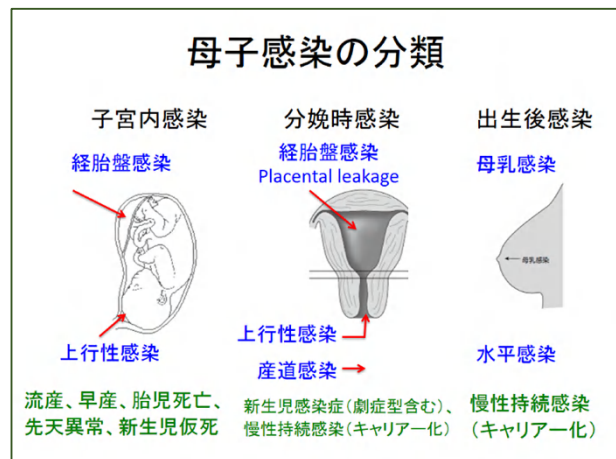 母子感染の分類
子宮内感染
経胎盤感染
上行性感染
流産、早産、胎児死亡、
先天異常、新生児仮死
分娩時感染
経胎盤感染
Placental leakage
上行性感染
産道感染
新生児感染症(劇症型含む)、
慢性持続感染(キャリアー化)
出生後感染
母乳感染
母乳感染
水平感染
慢性持続感染
(キャリアー化)